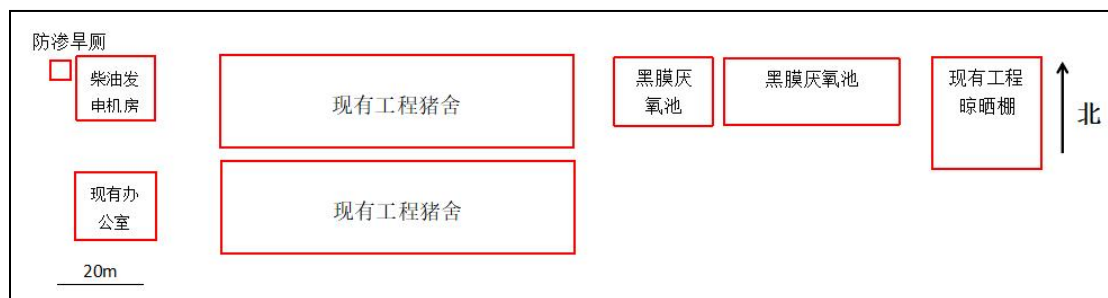 防渗旱厕
柴油发
电机房
现有工程猪舍
黑膜厌
氧池
黑膜厌氧池
现有工程
晾晒棚
北
现有办
公室
现有工程猪舍
20m